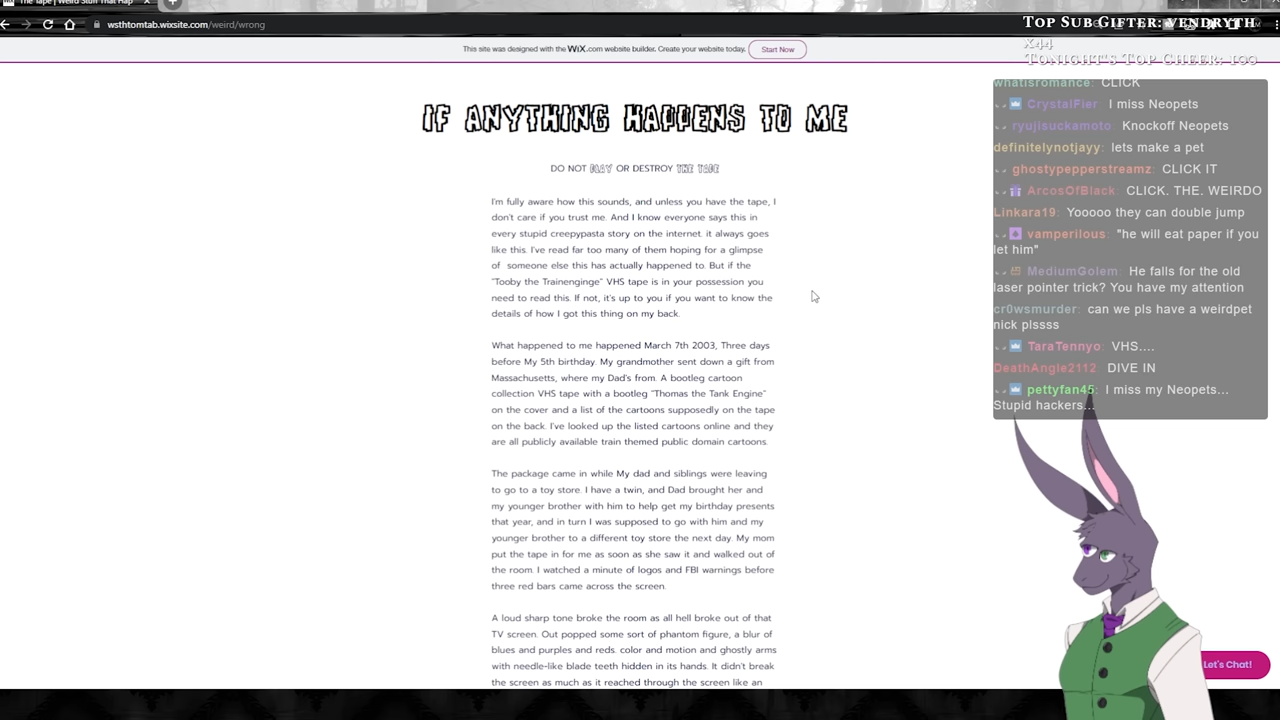 The Tape | Weird Stuff That Hap
wsthtomtab.wixsite.com/weird/wrong
Top Sub Gifter: vendryth
x44
Tonight's Top Cheer: 100
This site was designed with the WiX.com website builder. Create your website today.
Start Now
IF ANYTHING HAPPENS TO ME
DO NOT PLAY OR DESTROY THE TAPE
I'm fully aware how this sounds, and unless you have the tape, I
don't care if you trust me. And I know everyone says this in
every stupid creepypasta story on the internet. it always goes
like this. I've read far too many of them hoping for a glimpse
of someone else this has actually happened to. But if the
"Tooby the Trainenginge" VHS tape is in your possession you
need to read this. If not, it's up to you if you want to know the
details of how I got this thing on my back.
What happened to me happened March 7th 2003, Three days
before My 5th birthday. My grandmother sent down a gift from
Massachusetts, where my Dad's from. A bootleg cartoon
collection VHS tape with a bootleg "Thomas the Tank Engine"
on the cover and a list of the cartoons supposedly on the tape
on the back. I've looked up the listed cartoons online and they
are all publicly available train themed public domain cartoons.
The package came in while My dad and siblings were leaving
to go to a toy store. I have a twin, and Dad brought her and
my younger brother with him to help get my birthday presents
that year, and in turn I was supposed to go with him and my
younger brother to a different toy store the next day. My mom
put the tape in for me as soon as she saw it and walked out of
the room. I watched a minute of logos and FBI warnings before
three red bars came across the screen.
A loud sharp tone broke the room as all hell broke out of that
TV screen. Out popped some sort of phantom figure, a blur of
blues and purples and reds. color and motion and ghostly arms
with needle-like blade teeth hidden in its hands. It didn't break
the screen as much as it reached through the screen like an
whatisromance: CLICK
CrystalFier I miss Neopets
ryujisuckamoto Knockoff Neopets
definitelynotjayy: lets make a pet
ghostypepperstreamz: CLICK IT
ArcosOfBlack: CLICK. THE. WEIRDO
Linkara19: Yooooo they can double jump
vamperilous: "he will eat paper if you
let him"
MediumGolem: He falls for the old
laser pointer trick? You have my attention
cr0wsmurder: can we pls have a weirdpet
nick plssss
TaraTennyo: VHS....
DeathAngle2112 DIVE IN
pettyfan45: I miss my Neopets...
Stupid hackers...
Let's Chat!